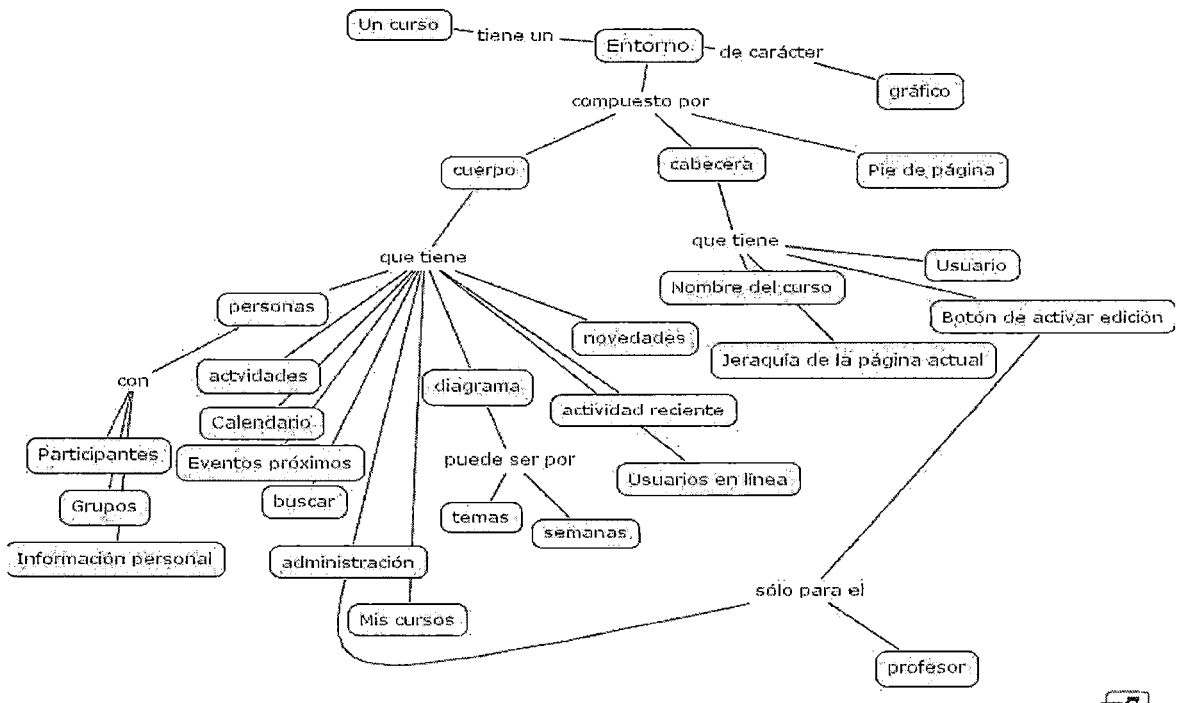 Un curso
tiene un
Entorno
de carácter
gráfico
compuesto por
cuerpo
cabecera
Pie de página
que tiene
que tiene
Usuario
Nombre del curso
Botón de activar edición
Jeraquía de la página actual
personas
novedades
con
actvidades
diagrama
actividad reciente
Calendario
Participantes
Eventos próximos
puede ser por
Usuarios en línea
buscar
Grupos
temas
semanas
Información personal
administración
Mis cursos
sólo para el
profesor